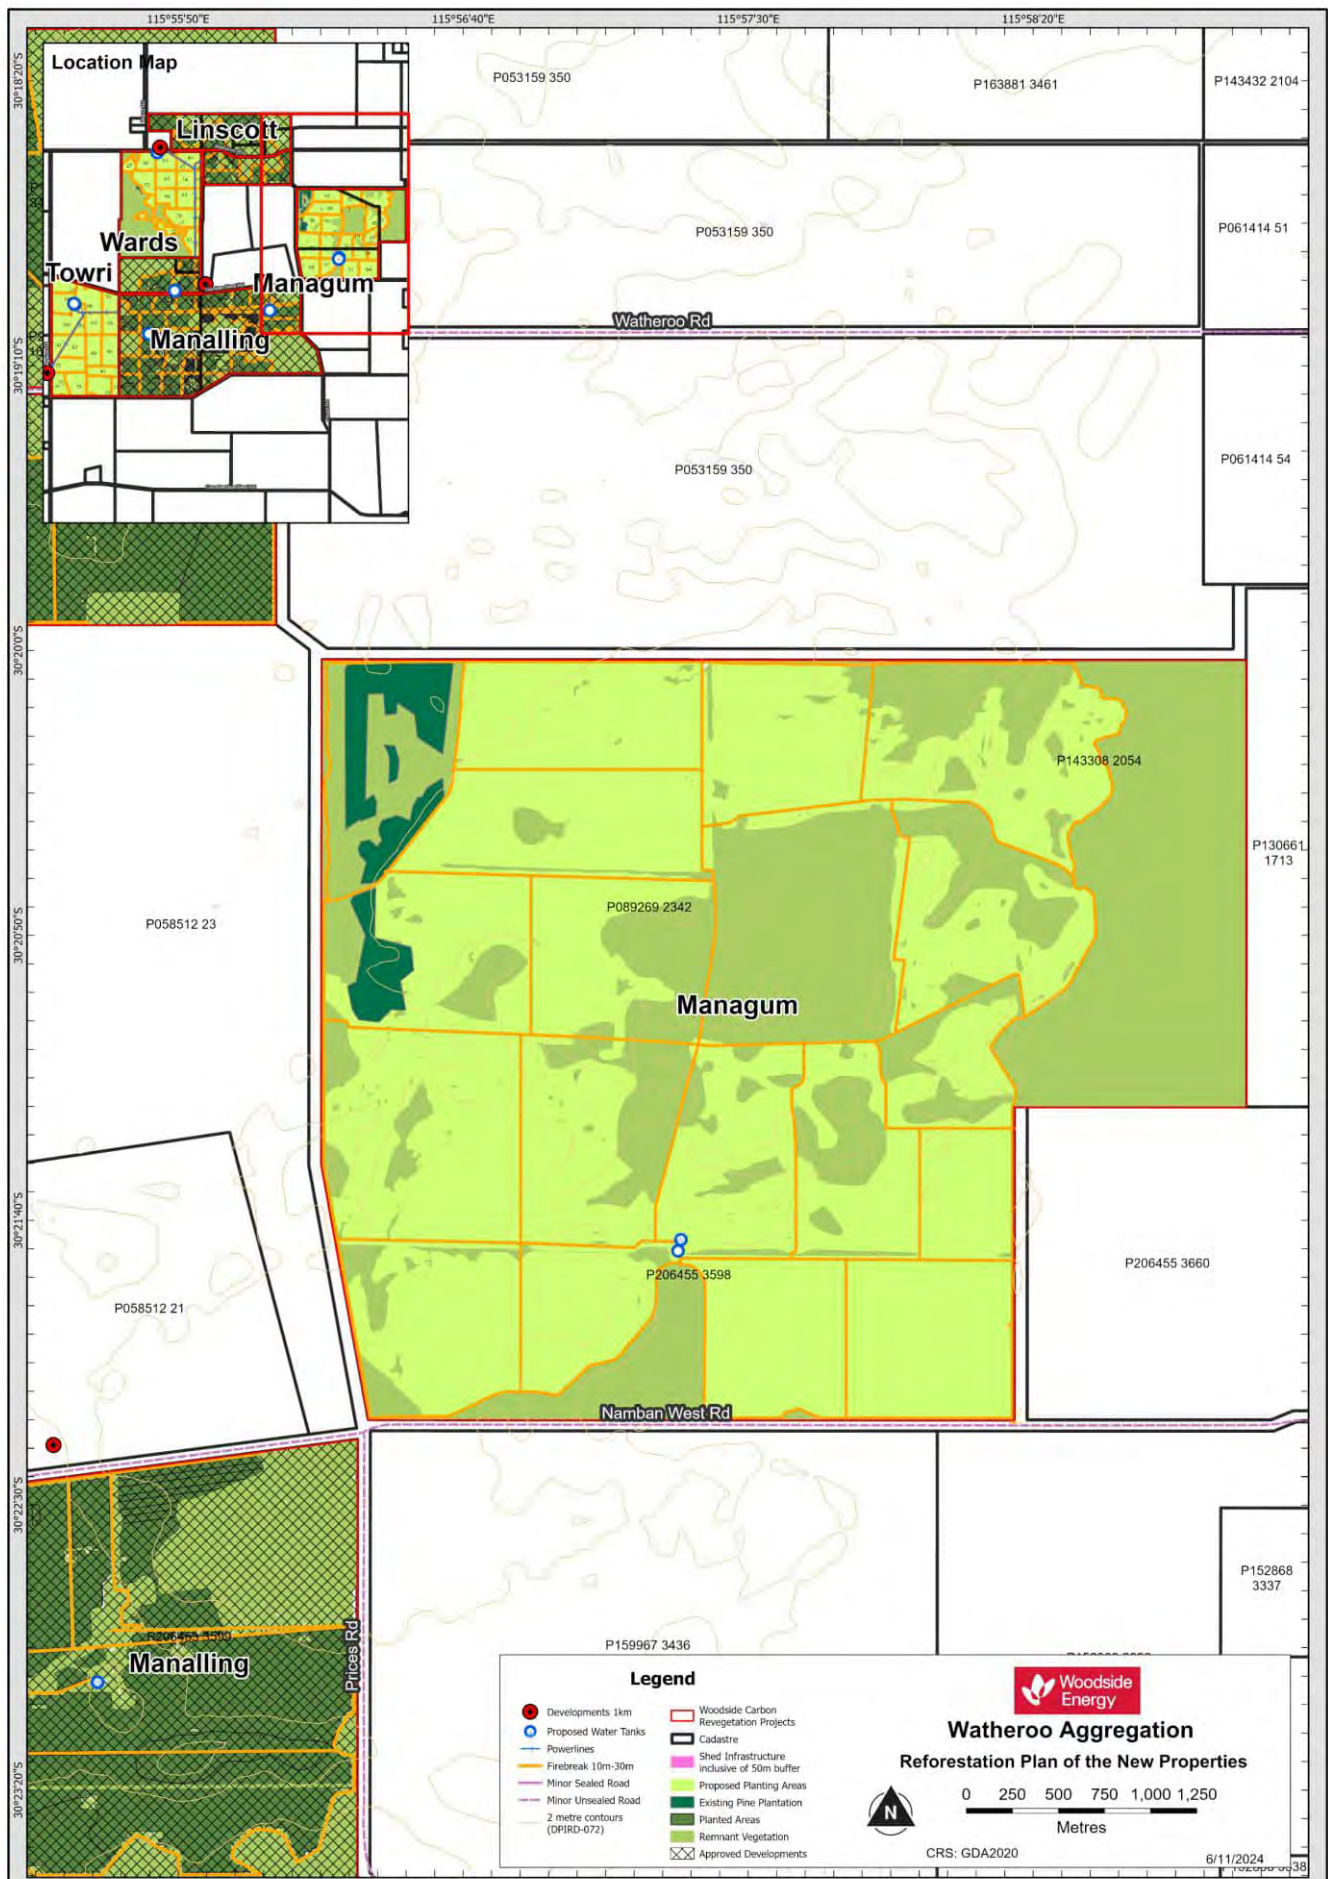 115°55'50"E
115°56'40"E
115°57'30"E
115°58'20"E
30°18'20"S
30°19'10"S
30°20'0"S
30°20'50"S
30°21'40"S
30°22'30"S
30°23'20"S
Location Map
Linscott
Wards
Towri
Managum
Manalling
P053159 350
P163881 3461
P143432 2104
P053159 350
P061414 51
Watheroo Rd
P053159 350
P061414 54
P143308 2054
P130661
1713
P058512 23
P089269 2342
Managum
P206455 3660
P206455 3598
P058512 21
Namban West Rd
P152868
3337
Prices Rd
P159967 3436
Manalling
Legend
Developments 1km
Proposed Water Tanks
Powerlines
Firebreak 10m-30m
Minor Sealed Road
Minor Unsealed Road
2 metre contours
(DPIRD-072)
Woodside Carbon
Revegetation Projects
Cadastre
Shed Infrastructure
inclusive of 50m buffer
Proposed Planting Areas
Existing Pine Plantation
Planted Areas
Remnant Vegetation
Approved Developments
Woodside
Energy
Watheroo Aggregation
Reforestation Plan of the New Properties
N
0 250 500 750 1,000 1,250
Metres
CRS: GDA2020
6/11/2024